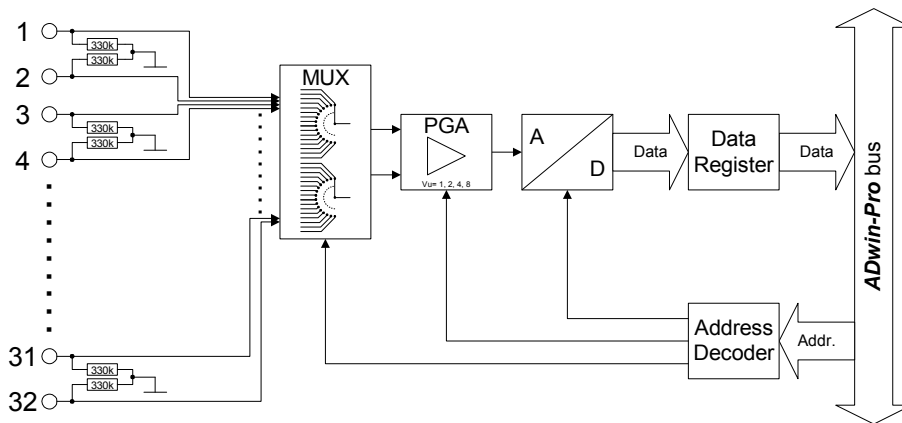 1
330k
330k
2
3
330k
330k
4
31
330k
330k
32
MUX
PGA
Vu= 1, 2, 4, 8
A
D
Data
Data
Register
Data
Address
Decoder
Addr.
ADwin-Pro bus